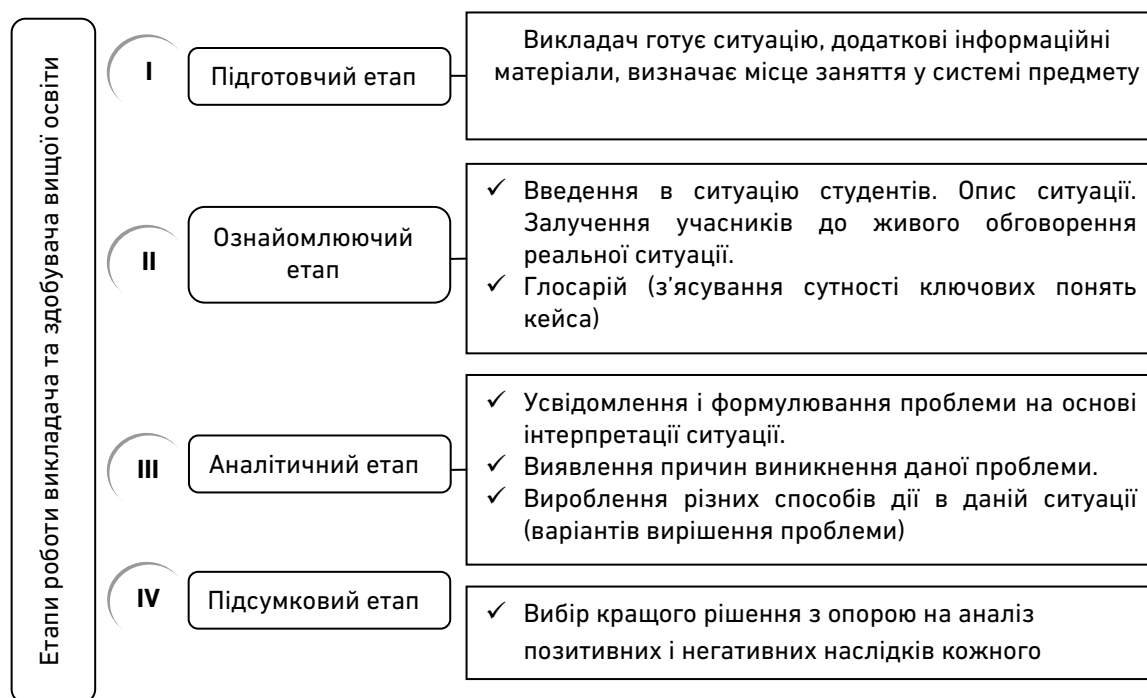 Етапи роботи викладача та здобувача вищої освіти
I
Підготовчий етап
Викладач готує ситуацію, додаткові інформаційні
матеріали, визначає місце заняття у системі предмету
II
Ознайомлюючий
етап
✓ Введення в ситуацію студентів. Опис ситуації.
Залучення учасників до живого обговорення
реальної ситуації.
✓ Глосарій (з'ясування сутності ключових понять
кейса)
III
Аналітичний етап
✓ Усвідомлення і формулювання проблеми на основі
інтерпретації ситуації.
✓ Виявлення причин виникнення даної проблеми.
✓ Вироблення різних способів дії в даній ситуації
(варіантів вирішення проблеми)
IV
Підсумковий етап
✓ Вибір кращого рішення з опорою на аналіз
позитивних і негативних наслідків кожного